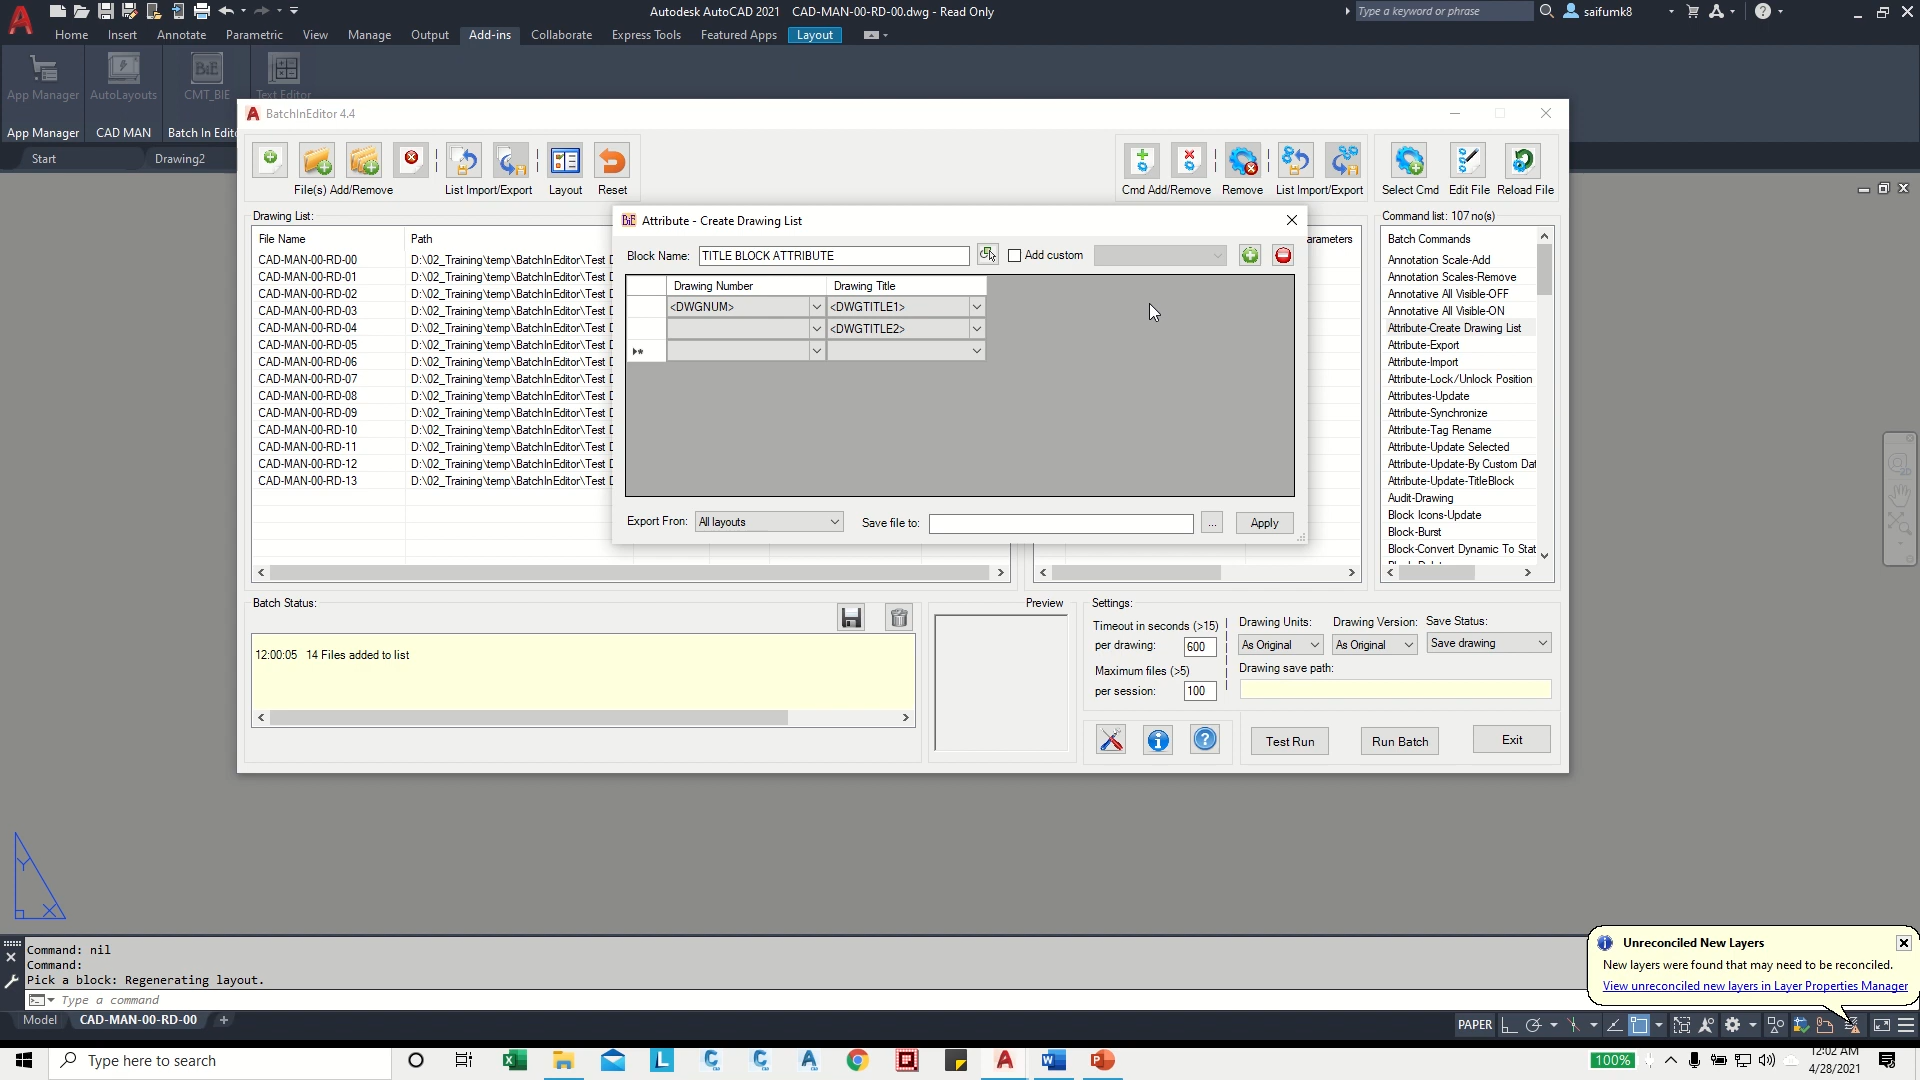 Autodesk AutoCAD 2021 CAD-MAN-00-RD-00.dwg - Read Only
Type a keyword or phrase
saifumk8
Home Insert Annotate Parametric View Manage Output Add-ins Collaborate Express Tools Featured Apps Layout
App Manager AutoLayouts CMT_BIE Text Editor
App Manager CAD MAN Batch In Edito
Start Drawing2
BatchInEditor 4.4
File(s) Add/Remove List Import/Export Layout Reset
Cmd Add/Remove Remove List Import/Export Select Cmd Edit File Reload File
Drawing List:
File Name Path
CAD-MAN-00-RD-00 D:\02_Training\temp\BatchInEditor\Test D
CAD-MAN-00-RD-01 D:\02_Training\temp\BatchInEditor\Test D
CAD-MAN-00-RD-02 D:\02_Training\temp\BatchInEditor\Test D
CAD-MAN-00-RD-03 D:\02_Training\temp\BatchInEditor\Test D
CAD-MAN-00-RD-04 D:\02_Training\temp\BatchInEditor\Test D
CAD-MAN-00-RD-05 D:\02_Training\temp\BatchInEditor\Test D
CAD-MAN-00-RD-06 D:\02_Training\temp\BatchInEditor\Test D
CAD-MAN-00-RD-07 D:\02_Training\temp\BatchInEditor\Test D
CAD-MAN-00-RD-08 D:\02_Training\temp\BatchInEditor\Test D
CAD-MAN-00-RD-09 D:\02_Training\temp\BatchInEditor\Test D
CAD-MAN-00-RD-10 D:\02_Training\temp\BatchInEditor\Test D
CAD-MAN-00-RD-11 D:\02_Training\temp\BatchInEditor\Test D
CAD-MAN-00-RD-12 D:\02_Training\temp\BatchInEditor\Test D
CAD-MAN-00-RD-13 D:\02_Training\temp\BatchInEditor\Test D
BiE Attribute - Create Drawing List
Block Name: TITLE BLOCK ATTRIBUTE Add custom
Drawing Number Drawing Title
<DWGNUM> <DWGTITLE1>
<DWGTITLE2>
Export Fron: All layouts Save file to: ... Apply
arameters
Command list: 107 no(s)
Batch Commands
Annotation Scale-Add
Annotation Scales-Remove
Annotative All Visible-OFF
Annotative All Visible-ON
Attribute-Create Drawing List
Attribute-Export
Attribute-Import
Attribute-Lock/Unlock Position
Attributes-Update
Attribute-Synchronize
Attribute-Tag Rename
Attribute-Update Selected
Attribute-Update-By Custom Dat
Attribute-Update-TitleBlock
Audit-Drawing
Block Icons-Update
Block-Burst
Block-Convert Dynamic To Stat
Batch Status:
12:00:05 14 Files added to list
Preview
Settings:
Timeout in seconds (>15)
per drawing: 600
Maximum files (>5)
per session: 100
Drawing Units: Drawing Version: Save Status:
As Original As Original Save drawing
Drawing save path:
Test Run Run Batch Exit
Command: nil
Command:
Pick a block: Regenerating layout.
Type a command
Unreconciled New Layers
New layers were found that may need to be reconciled.
View unreconciled new layers in Layer Properties Manager
Model CAD-MAN-00-RD-00 +
PAPER
Type here to search
100%
12:02 AM
4/28/2021